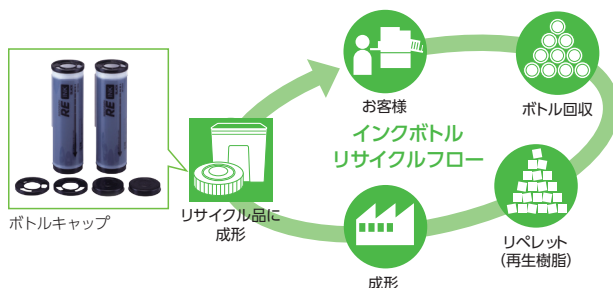 お客様
ボトル回収
インクボトル
リサイクルフロー
リペレット
(再生樹脂)
成形
リサイクル品に
成形
ボトルキャップ
RE
RE